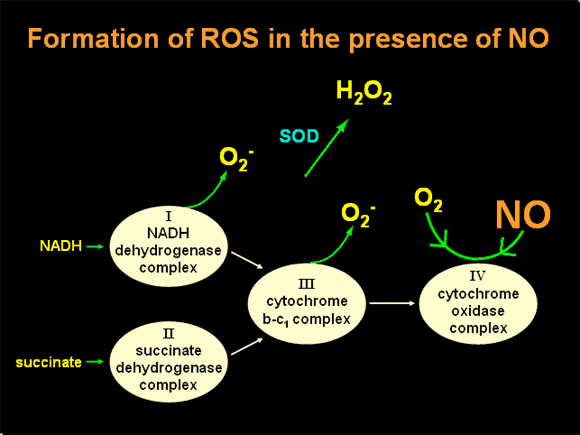 Formation of ROS in the presence of NO
H₂O₂
SOD
O₂⁻
O₂⁻
O₂
NO
NADH
I
NADH
dehydrogenase
complex
III
cytochrome
b-c₁ complex
IV
cytochrome
oxidase
complex
succinate
II
succinate
dehydrogenase
complex